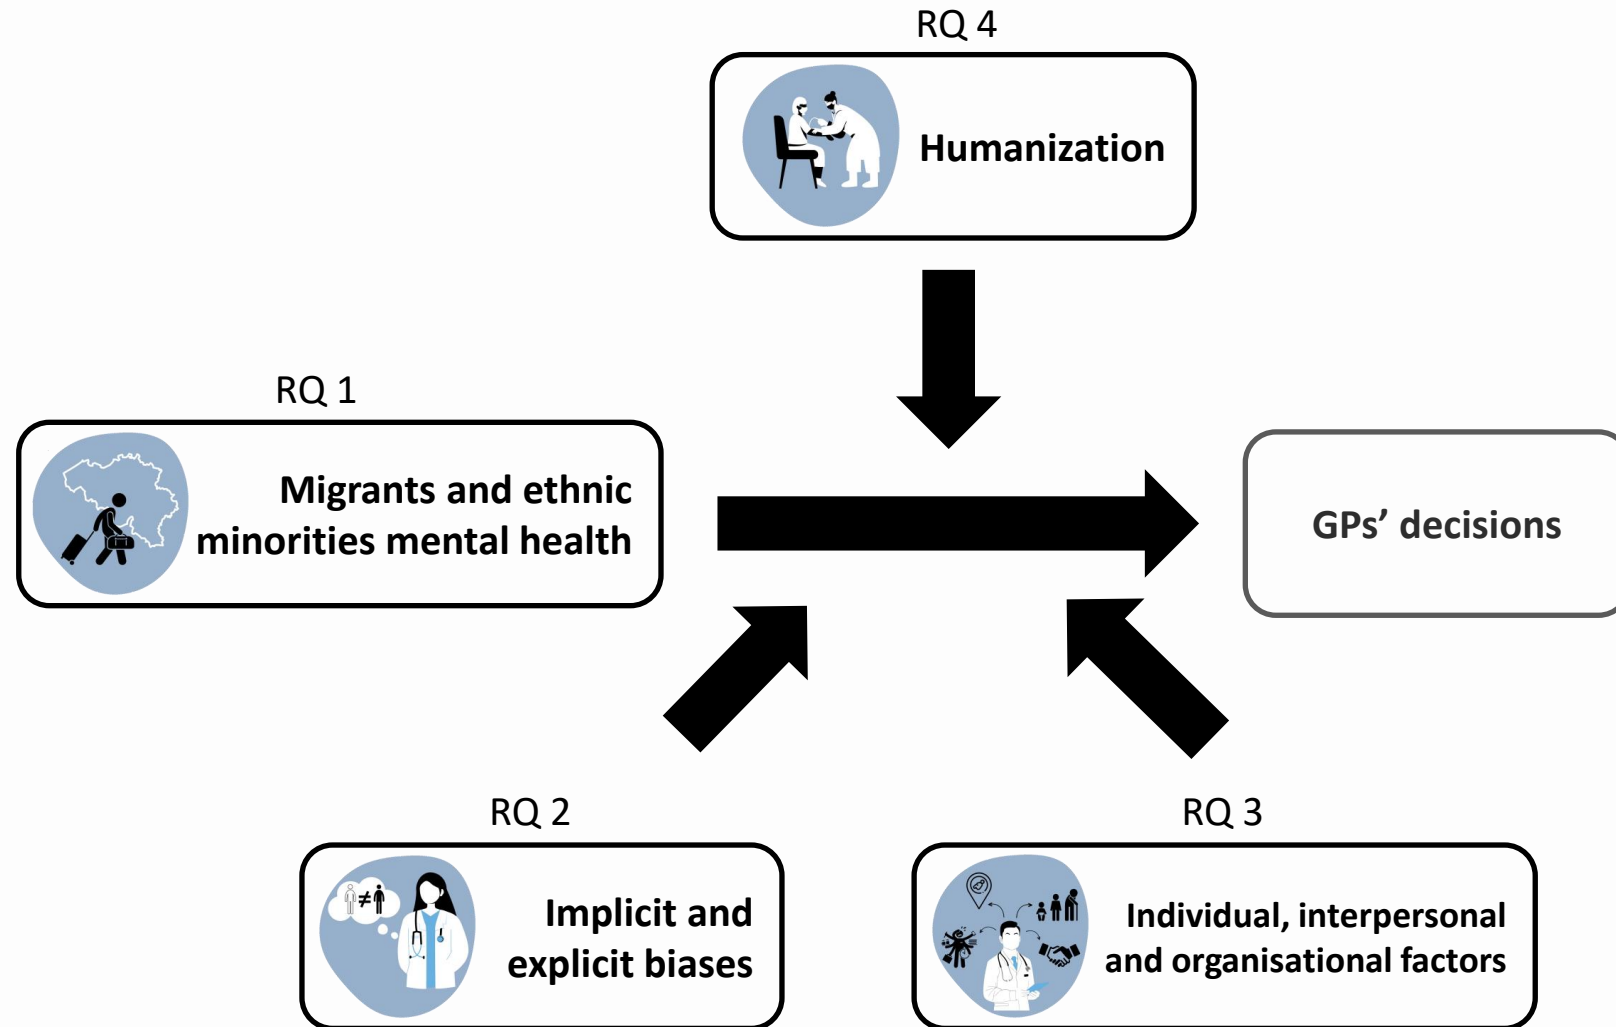 RQ 4
Humanization
RQ 1
Migrants and ethnic
minorities mental health
GPs’ decisions
RQ 2
≠
Implicit and
explicit biases
RQ 3
Individual, interpersonal
and organisational factors